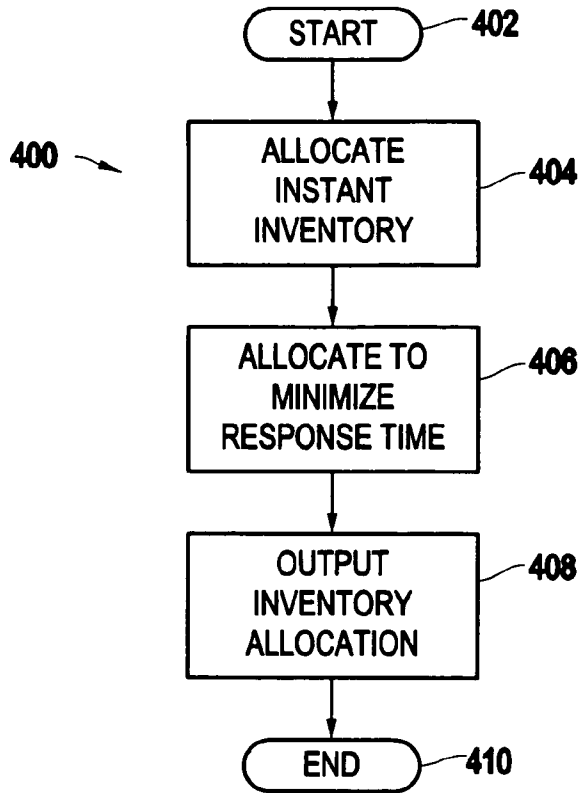 START
402
400
ALLOCATE
INSTANT
INVENTORY
404
ALLOCATE TO
MINIMIZE
RESPONSE TIME
406
OUTPUT
INVENTORY
ALLOCATION
408
END
410